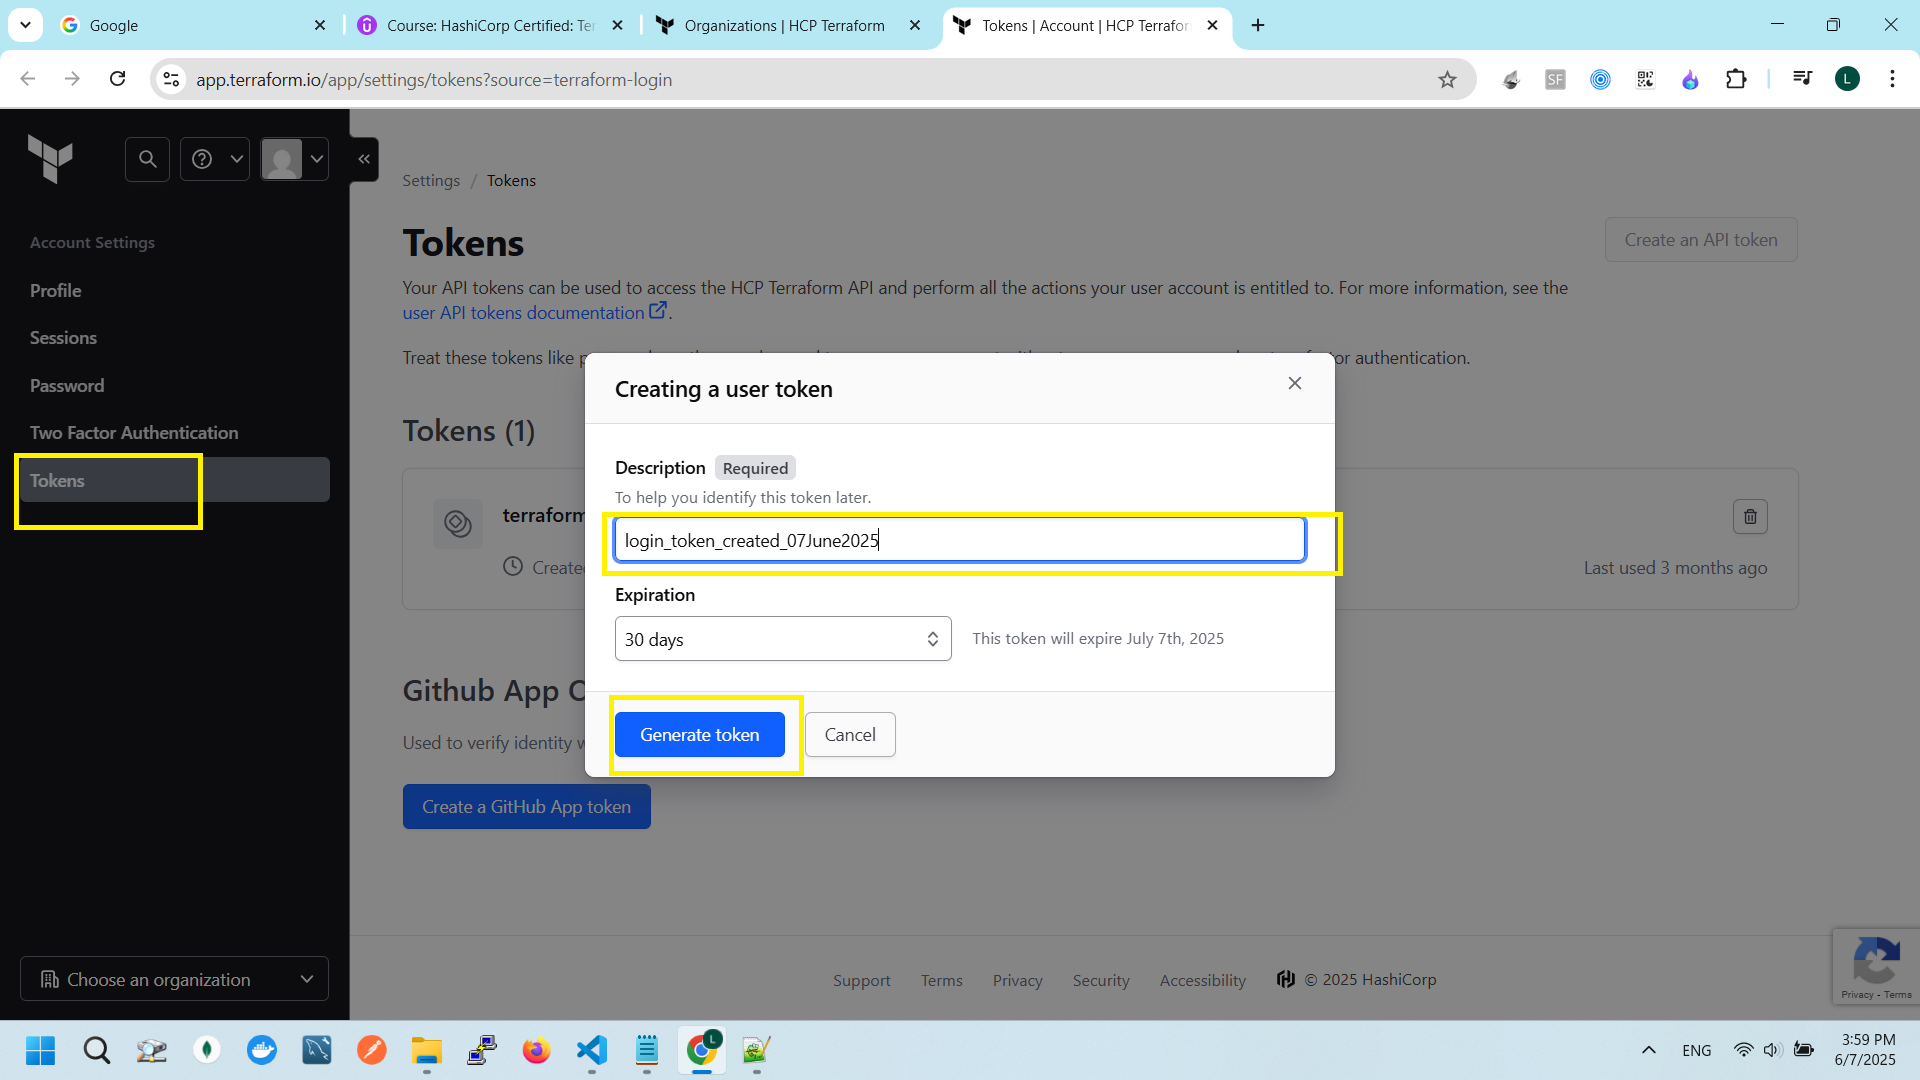 Google
Course: HashiCorp Certified: Ter
Organizations | HCP Terraform
Tokens | Account | HCP Terraform
app.terraform.io/app/settings/tokens?source=terraform-login
SF
L
Settings / Tokens
Account Settings
Profile
Sessions
Password
Two Factor Authentication
Tokens
Choose an organization
Tokens
Create an API token
Your API tokens can be used to access the HCP Terraform API and perform all the actions your user account is entitled to. For more information, see the
user API tokens documentation.
Treat these tokens like
or authentication.
Tokens (1)
terraform
Created
Last used 3 months ago
Creating a user token
Description Required
To help you identify this token later.
login_token_created_07June2025
Expiration
30 days
This token will expire July 7th, 2025
Generate token
Cancel
Github App
Used to verify identity
Create a GitHub App token
Support
Terms
Privacy
Security
Accessibility
© 2025 HashiCorp
Privacy - Terms
L
ENG
3:59 PM
6/7/2025